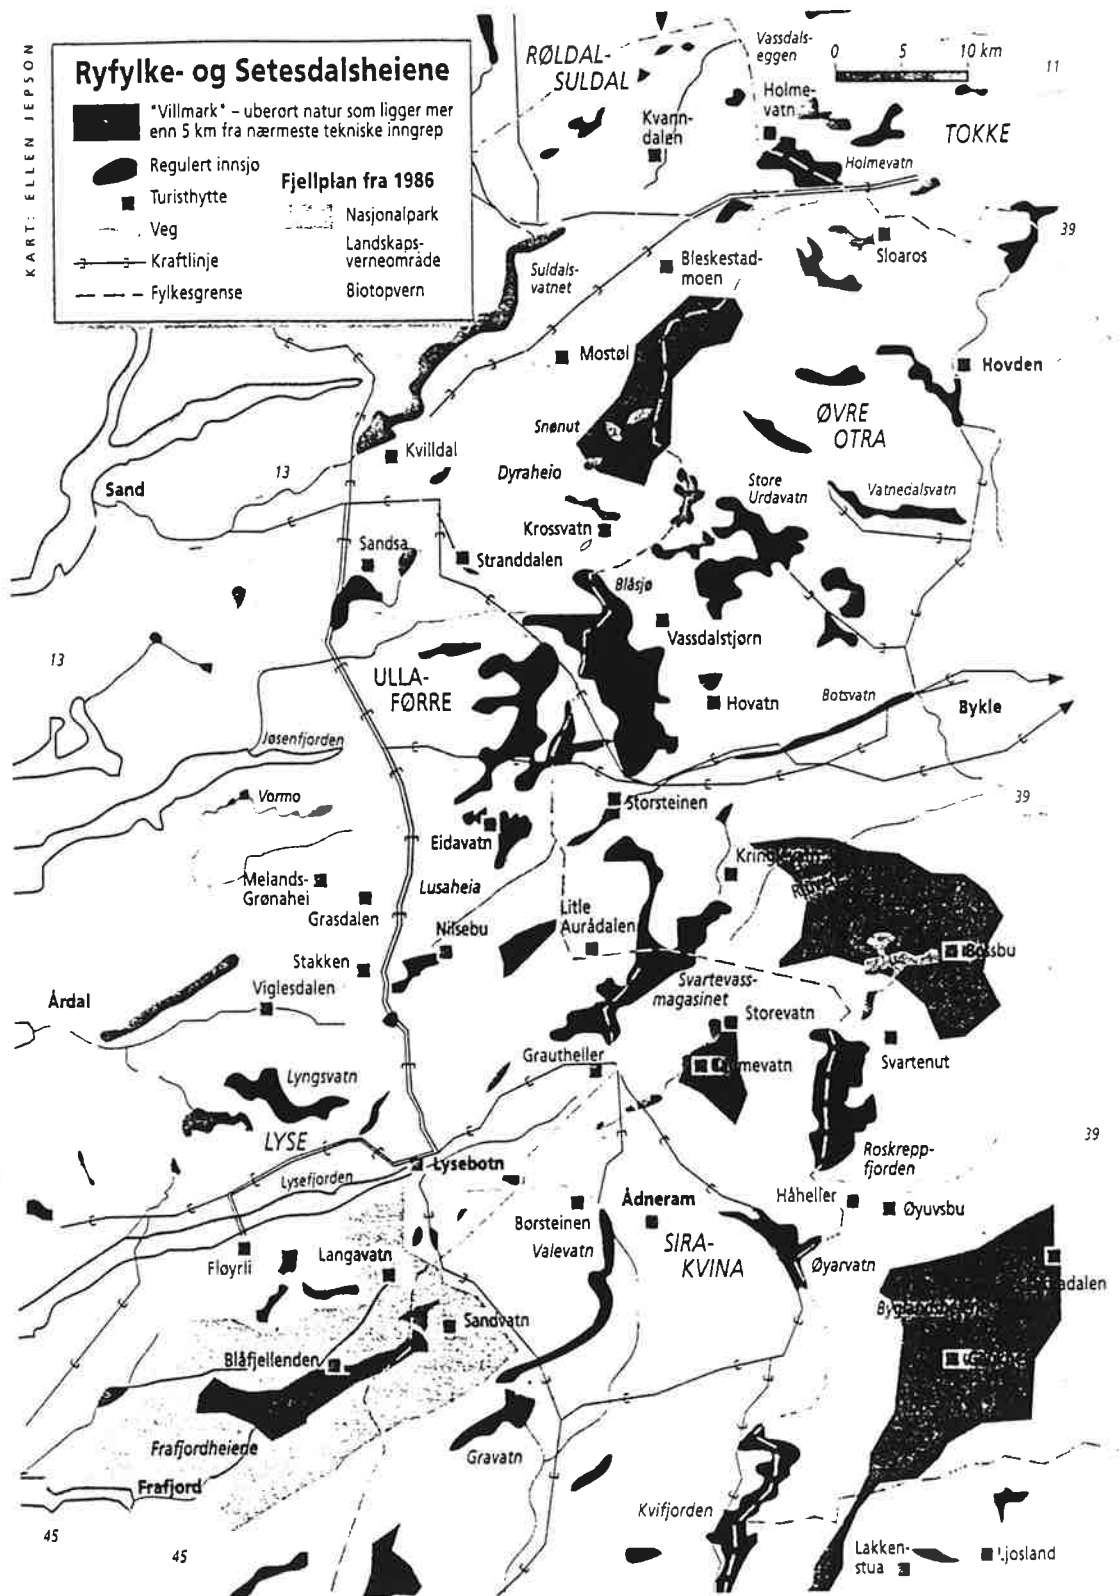 KART: ELLEN JEPSON
Ryfylke- og Setesdalsheiene
"Villmark" – uberørt natur som ligger mer
enn 5 km fra nærmeste tekniske inngrep
Regulert innsjø
Turisthytte
Veg
Kraftlinje
Fylkesgrense
Fjellplan fra 1986
Nasjonalpark
Landskaps-
verneområde
Biotopvern
RØLDAL-
SULDAL
Vassdals-
eggen
0 5 10 km
11
Kvann-
dalen
Holme-
vatn
TOKKE
Holmevatn
39
Sloaros
Suldals-
vatnet
Bleskestad-
moen
Mostøl
Hovden
ØVRE
OTRA
Snønut
Kvilldal
13
Sand
Dyraheio
Store
Urdavatn
Vatnedalsvatn
Krossvatn
Sandsa
Stranddalen
Blåsjø
Vassdalstjørn
13
ULLA-
FØRRE
Hovatn
Botsvatn
Bykle
Jøsenfjorden
Vormo
Storsteinen
39
Eidavatn
Kringlevatn
Melands-
Grønahei
Lusaheia
Grasdalen
Litle
Aurådalen
Nilsebu
Bossbu
Stakken
Svartevass-
magasinet
Viglesdalen
Årdal
Storevatn
Grautheller
Svartenut
Lyngsvatn
LYSE
39
Roskrepp-
fjorden
Lysebotn
Lysefjorden
Håheller
Øyuvsbu
Børsteinen
Ådneram
Valevatn
SIRA-
KVINA
Fløyrli
Langavatn
Øyarvatn
Sandvatn
Blåfjellenden
Frafjordheiene
Gravatn
Frafjord
Kvifjorden
45
45
Lakken-
stua
Ljosland